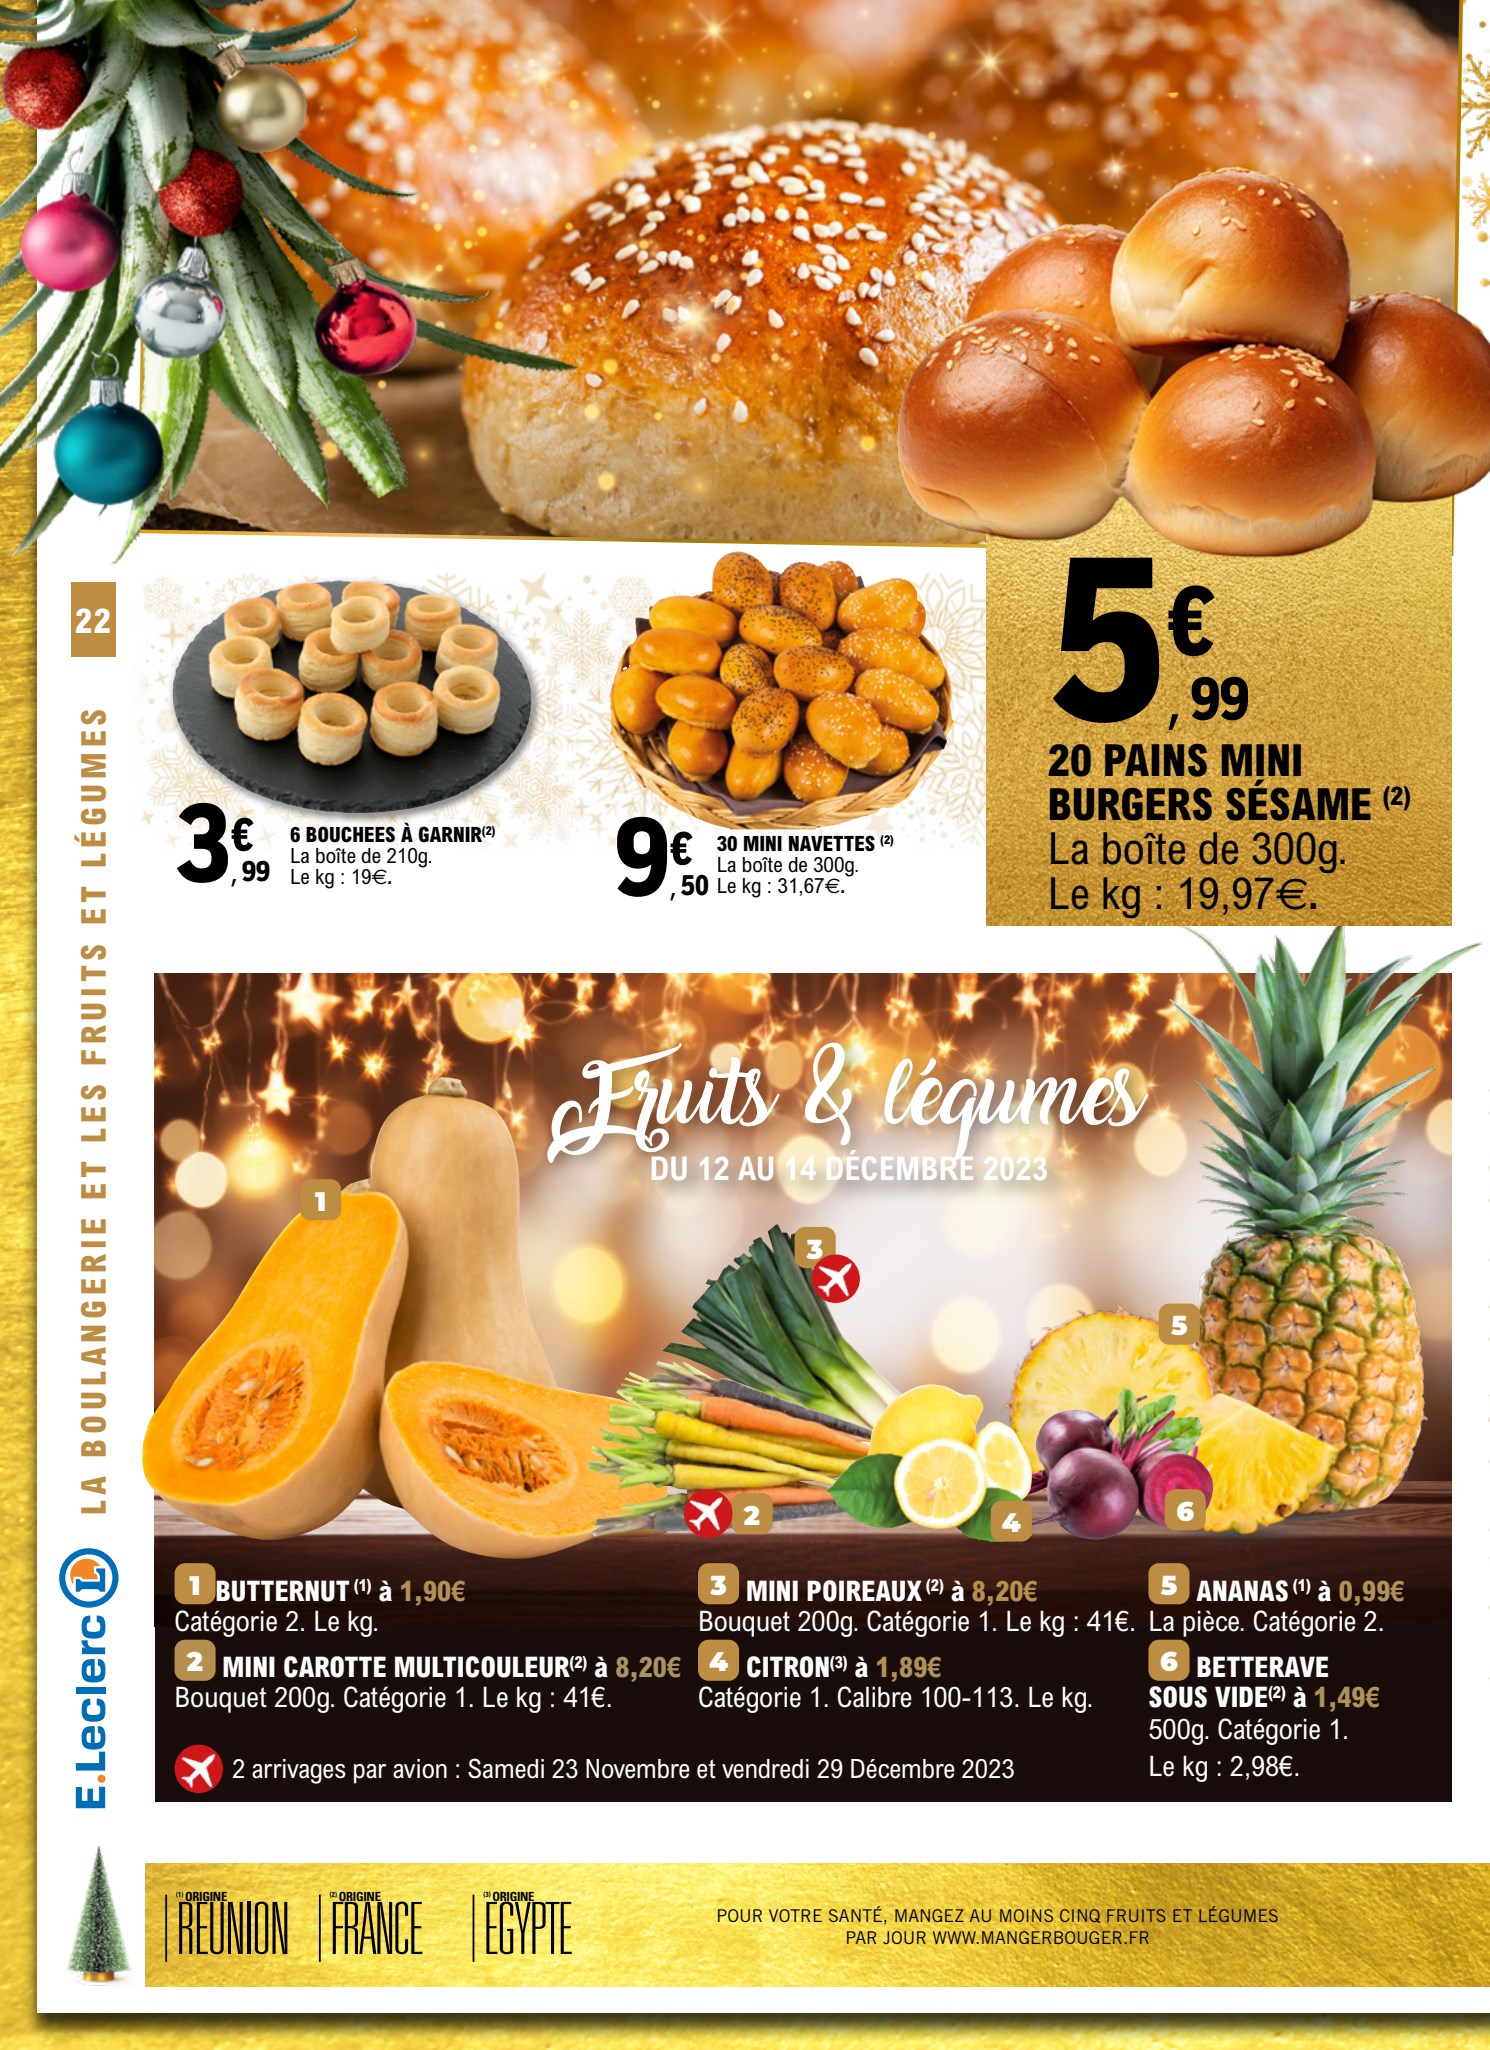 5€,99
20 PAINS MINI
BURGERS SÉSAME (2)
La boîte de 300g.
Le kg : 19,97€.
3€,99
6 BOUCHEES À GARNIR(2)
La boîte de 210g.
Le kg : 19€.
9€,50
30 MINI NAVETTES (2)
La boîte de 300g.
Le kg : 31,67€.
22
LA BOULANGERIE ET LES FRUITS ET LÉGUMES
E.Leclerc L
Fruits & légumes
DU 12 AU 14 DÉCEMBRE 2023
1
3
5
2
4
6
1 BUTTERNUT (1) à 1,90€
Catégorie 2. Le kg.
2 MINI CAROTTE MULTICOULEUR(2) à 8,20€
Bouquet 200g. Catégorie 1. Le kg : 41€.
3 MINI POIREAUX (2) à 8,20€
Bouquet 200g. Catégorie 1. Le kg : 41€.
4 CITRON(3) à 1,89€
Catégorie 1. Calibre 100-113. Le kg.
5 ANANAS (1) à 0,99€
La pièce. Catégorie 2.
6 BETTERAVE
SOUS VIDE(2) à 1,49€
500g. Catégorie 1.
Le kg : 2,98€.
2 arrivages par avion : Samedi 23 Novembre et vendredi 29 Décembre 2023
(1) ORIGINE
RÉUNION
(2) ORIGINE
FRANCE
(3) ORIGINE
EGYPTE
POUR VOTRE SANTÉ, MANGEZ AU MOINS CINQ FRUITS ET LÉGUMES
PAR JOUR WWW.MANGERBOUGER.FR